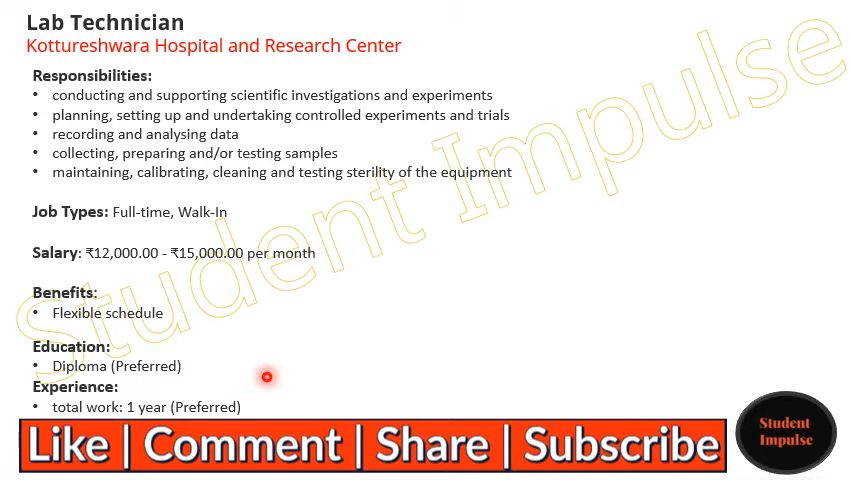 Lab Technician
Kottureshwara Hospital and Research Center
Responsibilities:
• conducting and supporting scientific investigations and experiments
• planning, setting up and undertaking controlled experiments and trials
• recording and analysing data
• collecting, preparing and/or testing samples
• maintaining, calibrating, cleaning and testing sterility of the equipment
Job Types: Full-time, Walk-In
Salary: ₹12,000.00 - ₹15,000.00 per month
Benefits:
• Flexible schedule
Education:
• Diploma (Preferred)
Experience:
• total work: 1 year (Preferred)
Student Impulse
Like | Comment | Share | Subscribe
Student
Impulse